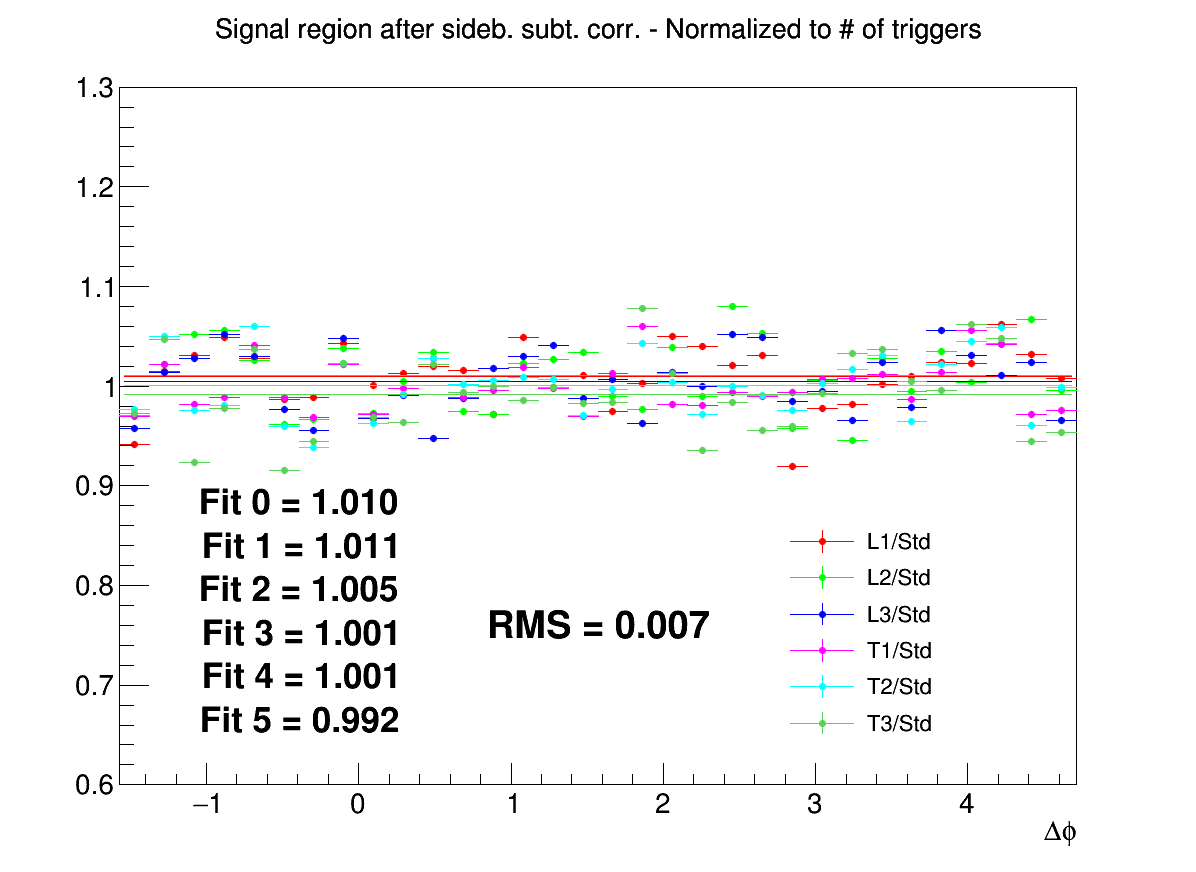 Signal region after sideb. subt. corr. - Normalized to # of triggers
1.3
1.2
1.1
1
0.9
0.8
0.7
0.6
Fit 0 = 1.010
Fit 1 = 1.011
Fit 2 = 1.005
Fit 3 = 1.001
Fit 4 = 1.001
Fit 5 = 0.992
RMS = 0.007
L1/Std
L2/Std
L3/Std
T1/Std
T2/Std
T3/Std
−1 0 1 2 3 4
Δϕ